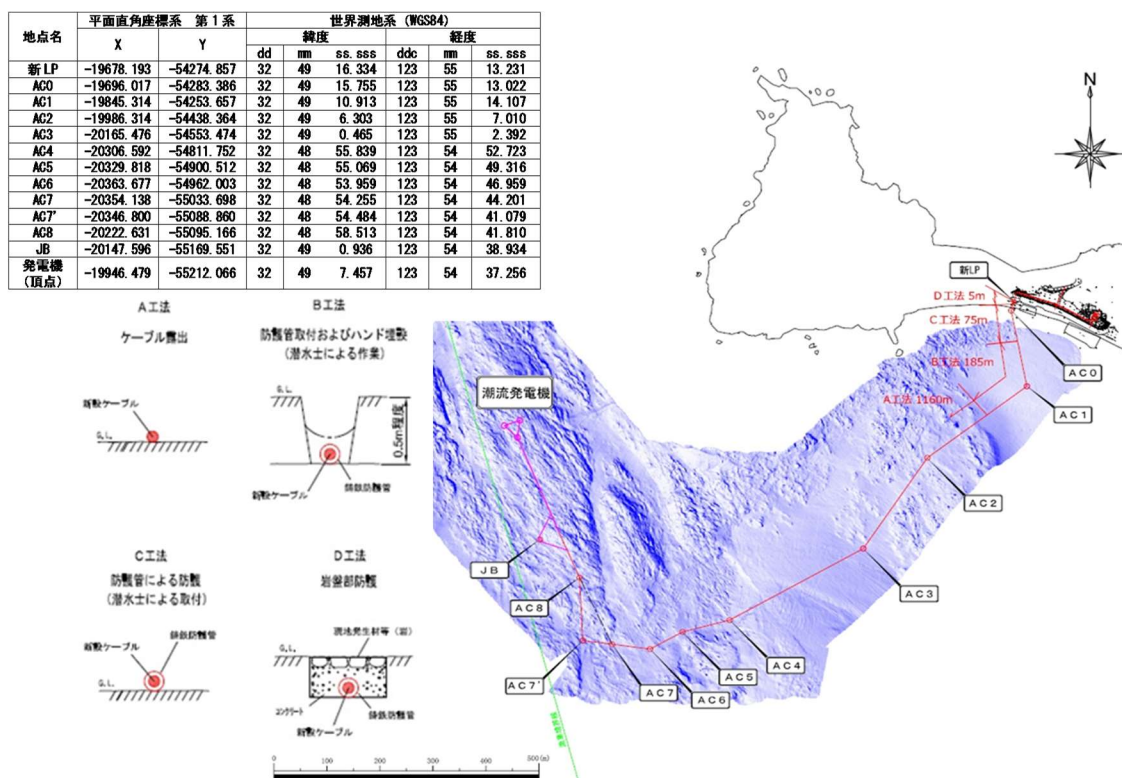 地点名 平面直角座標系 第1系 世界測地系 (WGS84)
X Y 緯度 経度
dd mm ss.sss ddc mm ss.sss
新LP -19678.193 -54274.857 32 49 16.334 123 55 13.231
AC0 -19696.017 -54283.386 32 49 15.755 123 55 13.022
AC1 -19845.314 -54253.657 32 49 10.913 123 55 14.107
AC2 -19986.314 -54438.364 32 49 6.303 123 55 7.010
AC3 -20165.476 -54553.474 32 49 0.465 123 55 2.392
AC4 -20306.592 -54811.752 32 48 55.839 123 54 52.723
AC5 -20329.818 -54900.512 32 48 55.069 123 54 49.316
AC6 -20363.677 -54962.003 32 48 53.959 123 54 46.959
AC7 -20354.138 -55033.698 32 48 54.255 123 54 44.201
AC7' -20346.800 -55088.860 32 48 54.484 123 54 41.079
AC8 -20222.631 -55095.166 32 48 58.513 123 54 41.810
JB -20147.596 -55169.551 32 49 0.936 123 54 38.934
発電機(頂点) -19946.479 -55212.066 32 49 7.457 123 54 37.256
A工法
ケーブル露出
新設ケーブル
G.L.
B工法
防護管取付およびハンド埋設
(潜水士による作業)
G.L.
0.5m程度
鋳鉄防護管
新設ケーブル
C工法
防護管による防護
(潜水士による取付)
新設ケーブル
鋳鉄防護管
G.L.
D工法
岩盤部防護
現地発生材等(岩)
G.L.
コンクリート
鋳鉄防護管
新設ケーブル
0 100 200 300 400 500(m)
N
新LP
D工法 5m
C工法 75m
B工法 185m
A工法 1160m
AC0
AC1
AC2
AC3
AC4
AC5
AC6
AC7
AC7'
AC8
JB
潮流発電機